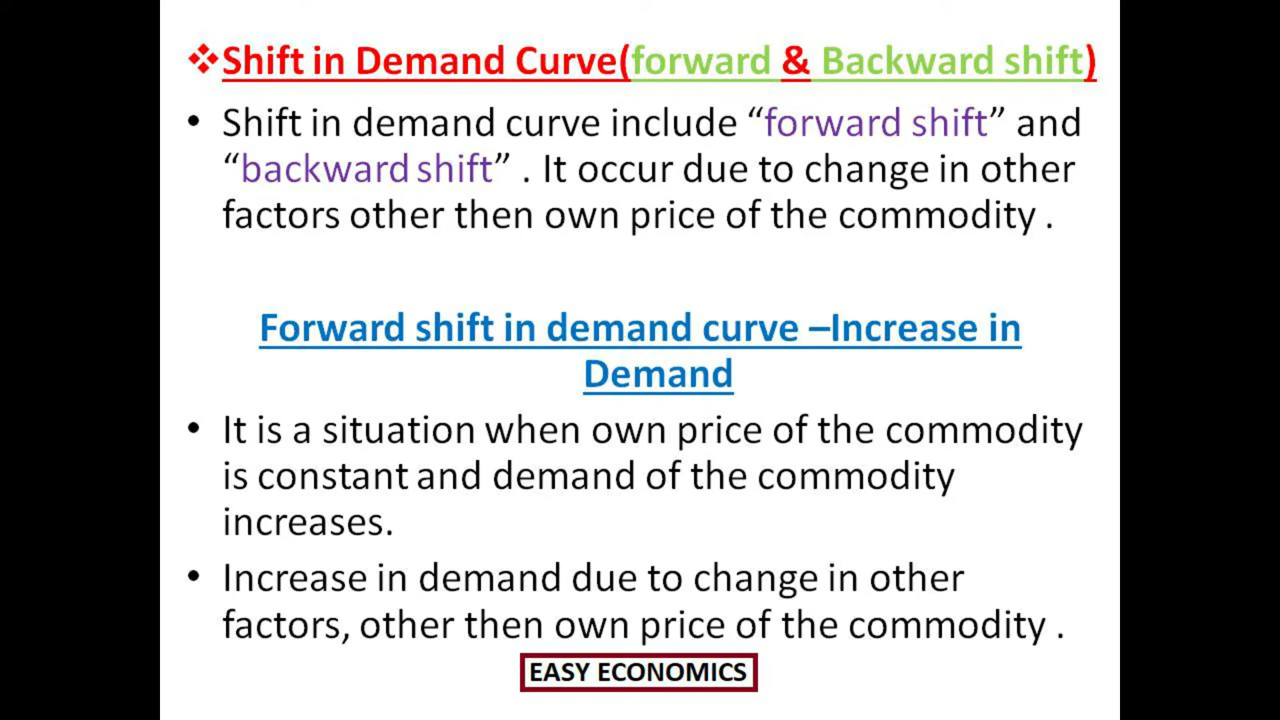 ❖Shift in Demand Curve(forward & Backward shift)
• Shift in demand curve include “forward shift” and
“backward shift” . It occur due to change in other
factors other then own price of the commodity .
Forward shift in demand curve –Increase in
Demand
• It is a situation when own price of the commodity
is constant and demand of the commodity
increases.
• Increase in demand due to change in other
factors, other then own price of the commodity .
EASY ECONOMICS